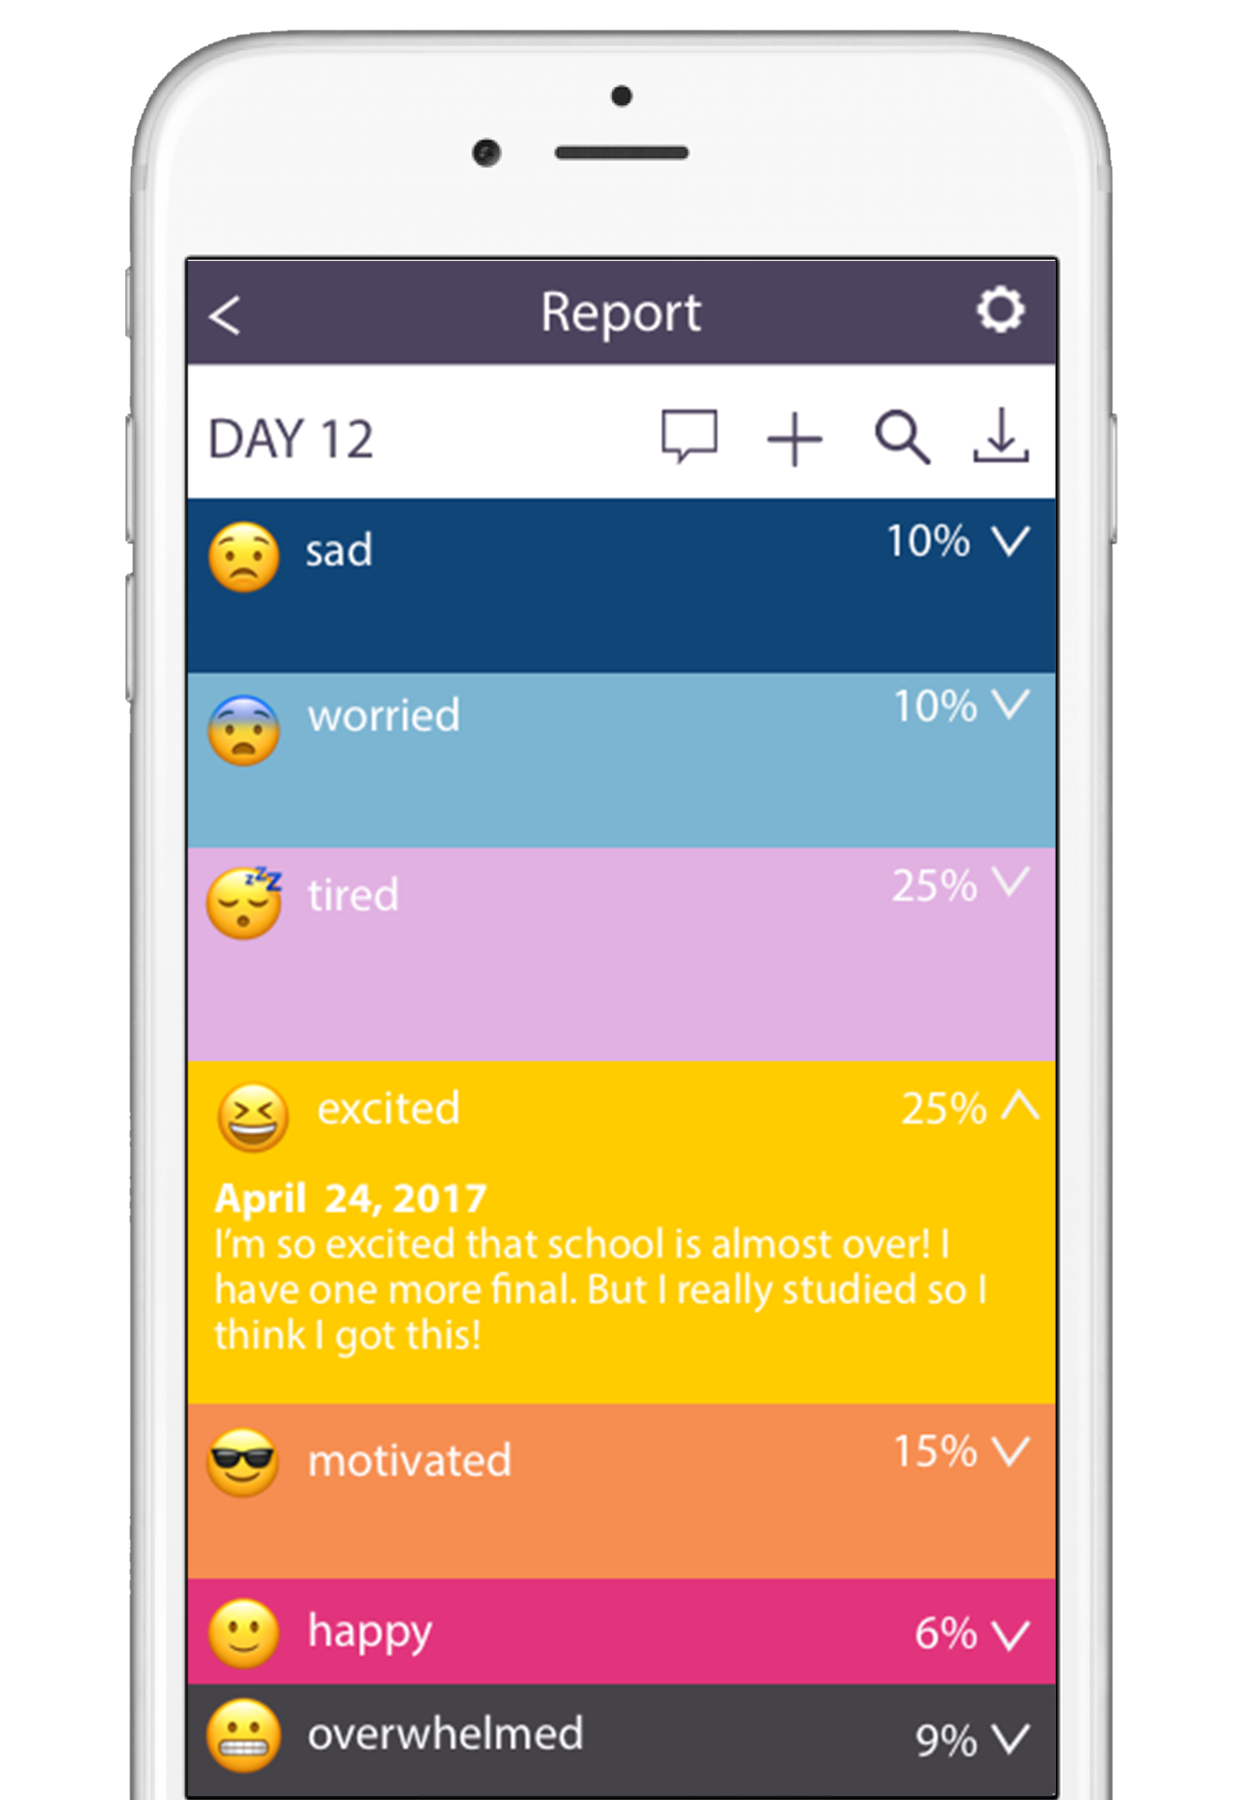 Report
DAY 12
sad 10%
worried 10%
tired 25%
excited 25%
April 24, 2017
I'm so excited that school is almost over! I
have one more final. But I really studied so I
think I got this!
motivated 15%
happy 6%
overwhelmed 9%